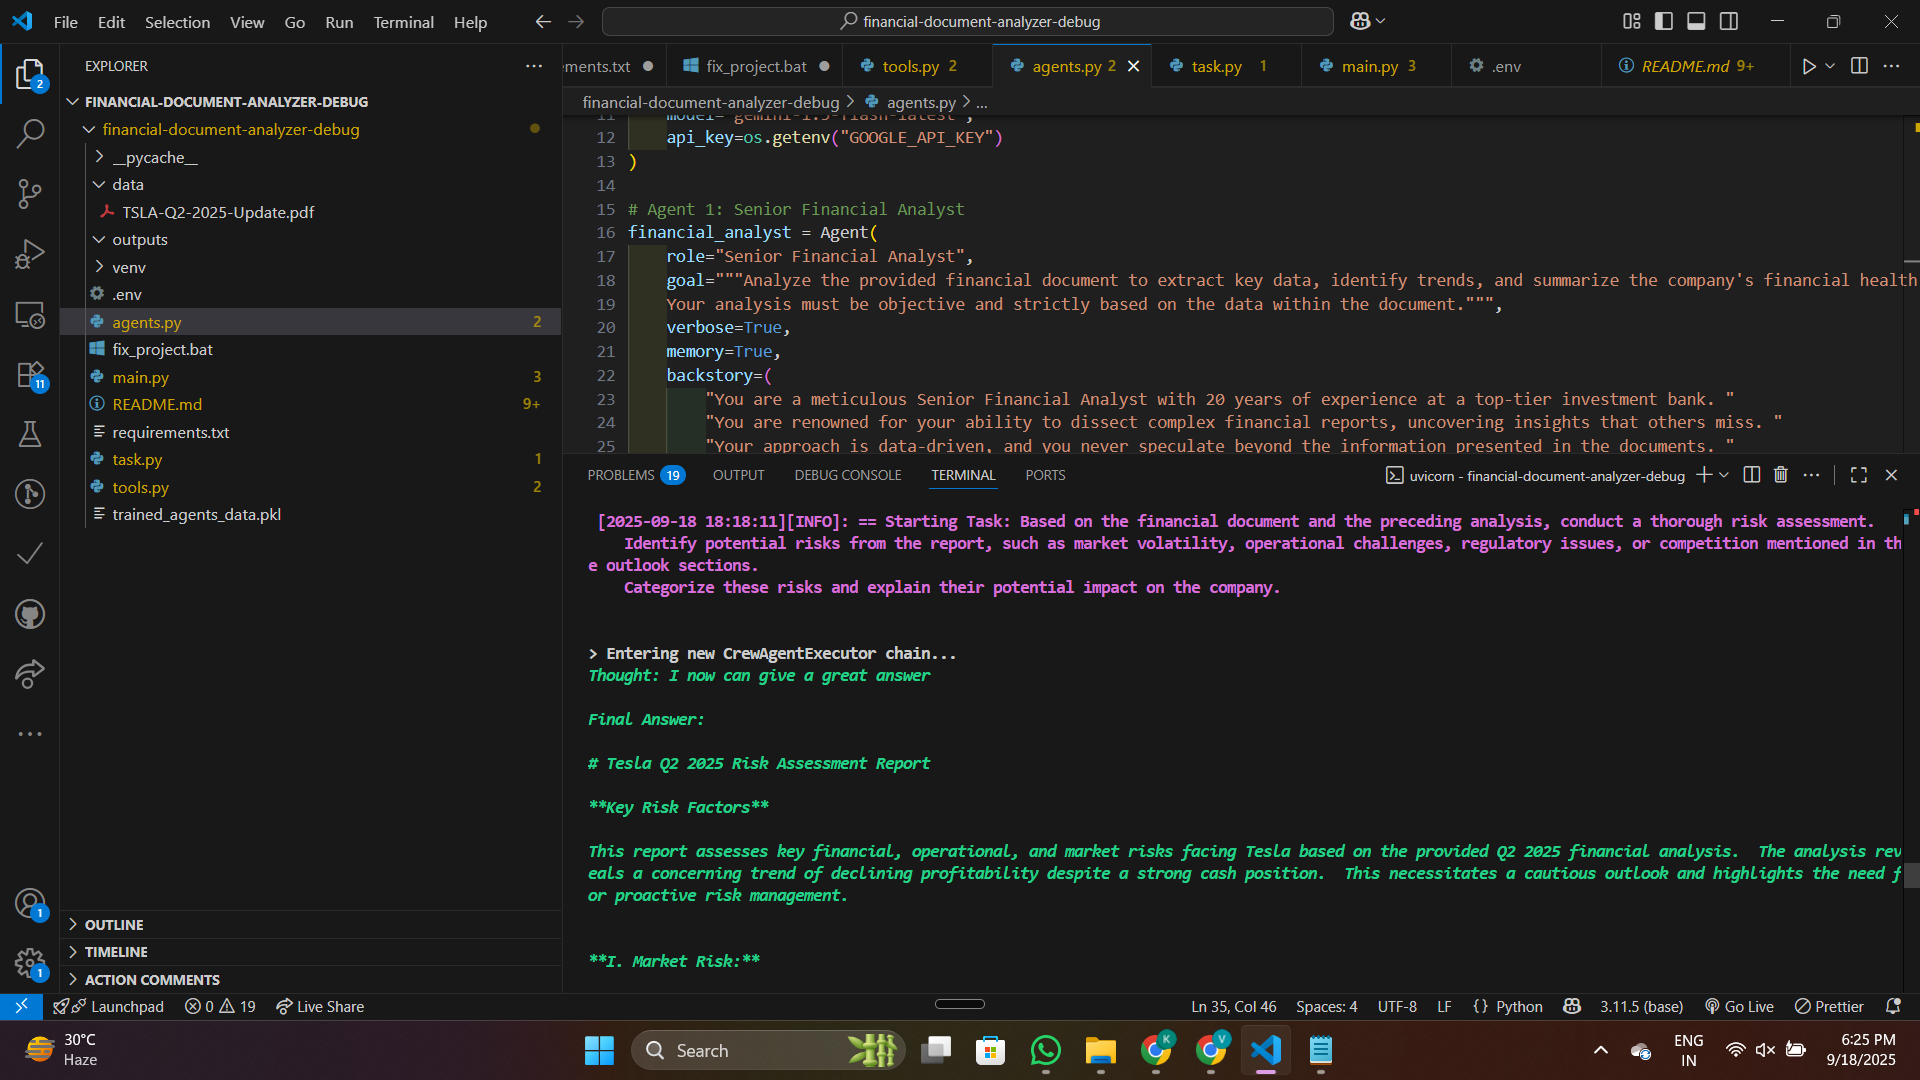 File Edit Selection View Go Run Terminal Help
financial-document-analyzer-debug
EXPLORER
FINANCIAL-DOCUMENT-ANALYZER-DEBUG
financial-document-analyzer-debug
__pycache__
data
TSLA-Q2-2025-Update.pdf
outputs
venv
.env
agents.py 2
fix_project.bat
main.py 3
README.md 9+
requirements.txt
task.py 1
tools.py 2
trained_agents_data.pkl
OUTLINE
TIMELINE
ACTION COMMENTS
2
11
1
1
ements.txt fix_project.bat tools.py 2 agents.py 2 task.py 1 main.py 3 .env README.md 9+
financial-document-analyzer-debug > agents.py > ...
11 model="gemini-1.5-flash-latest",
12 api_key=os.getenv("GOOGLE_API_KEY")
13 )
14
15 # Agent 1: Senior Financial Analyst
16 financial_analyst = Agent(
17 role="Senior Financial Analyst",
18 goal="""Analyze the provided financial document to extract key data, identify trends, and summarize the company's financial health
19 Your analysis must be objective and strictly based on the data within the document.""",
20 verbose=True,
21 memory=True,
22 backstory=(
23 "You are a meticulous Senior Financial Analyst with 20 years of experience at a top-tier investment bank. "
24 "You are renowned for your ability to dissect complex financial reports, uncovering insights that others miss. "
25 "Your approach is data-driven, and you never speculate beyond the information presented in the documents. "
PROBLEMS 19 OUTPUT DEBUG CONSOLE TERMINAL PORTS
uvicorn - financial-document-analyzer-debug
[2025-09-18 18:18:11][INFO]: == Starting Task: Based on the financial document and the preceding analysis, conduct a thorough risk assessment.
Identify potential risks from the report, such as market volatility, operational challenges, regulatory issues, or competition mentioned in th
e outlook sections.
Categorize these risks and explain their potential impact on the company.
> Entering new CrewAgentExecutor chain...
Thought: I now can give a great answer
Final Answer:
# Tesla Q2 2025 Risk Assessment Report
**Key Risk Factors**
This report assesses key financial, operational, and market risks facing Tesla based on the provided Q2 2025 financial analysis.  The analysis rev
eals a concerning trend of declining profitability despite a strong cash position.  This necessitates a cautious outlook and highlights the need f
or proactive risk management.
**I. Market Risk:**
Launchpad 0 19 Live Share
Ln 35, Col 46 Spaces: 4 UTF-8 LF {} Python 3.11.5 (base) Go Live Prettier
30°C
Haze
Search
K
V
ENG
IN
6:25 PM
9/18/2025